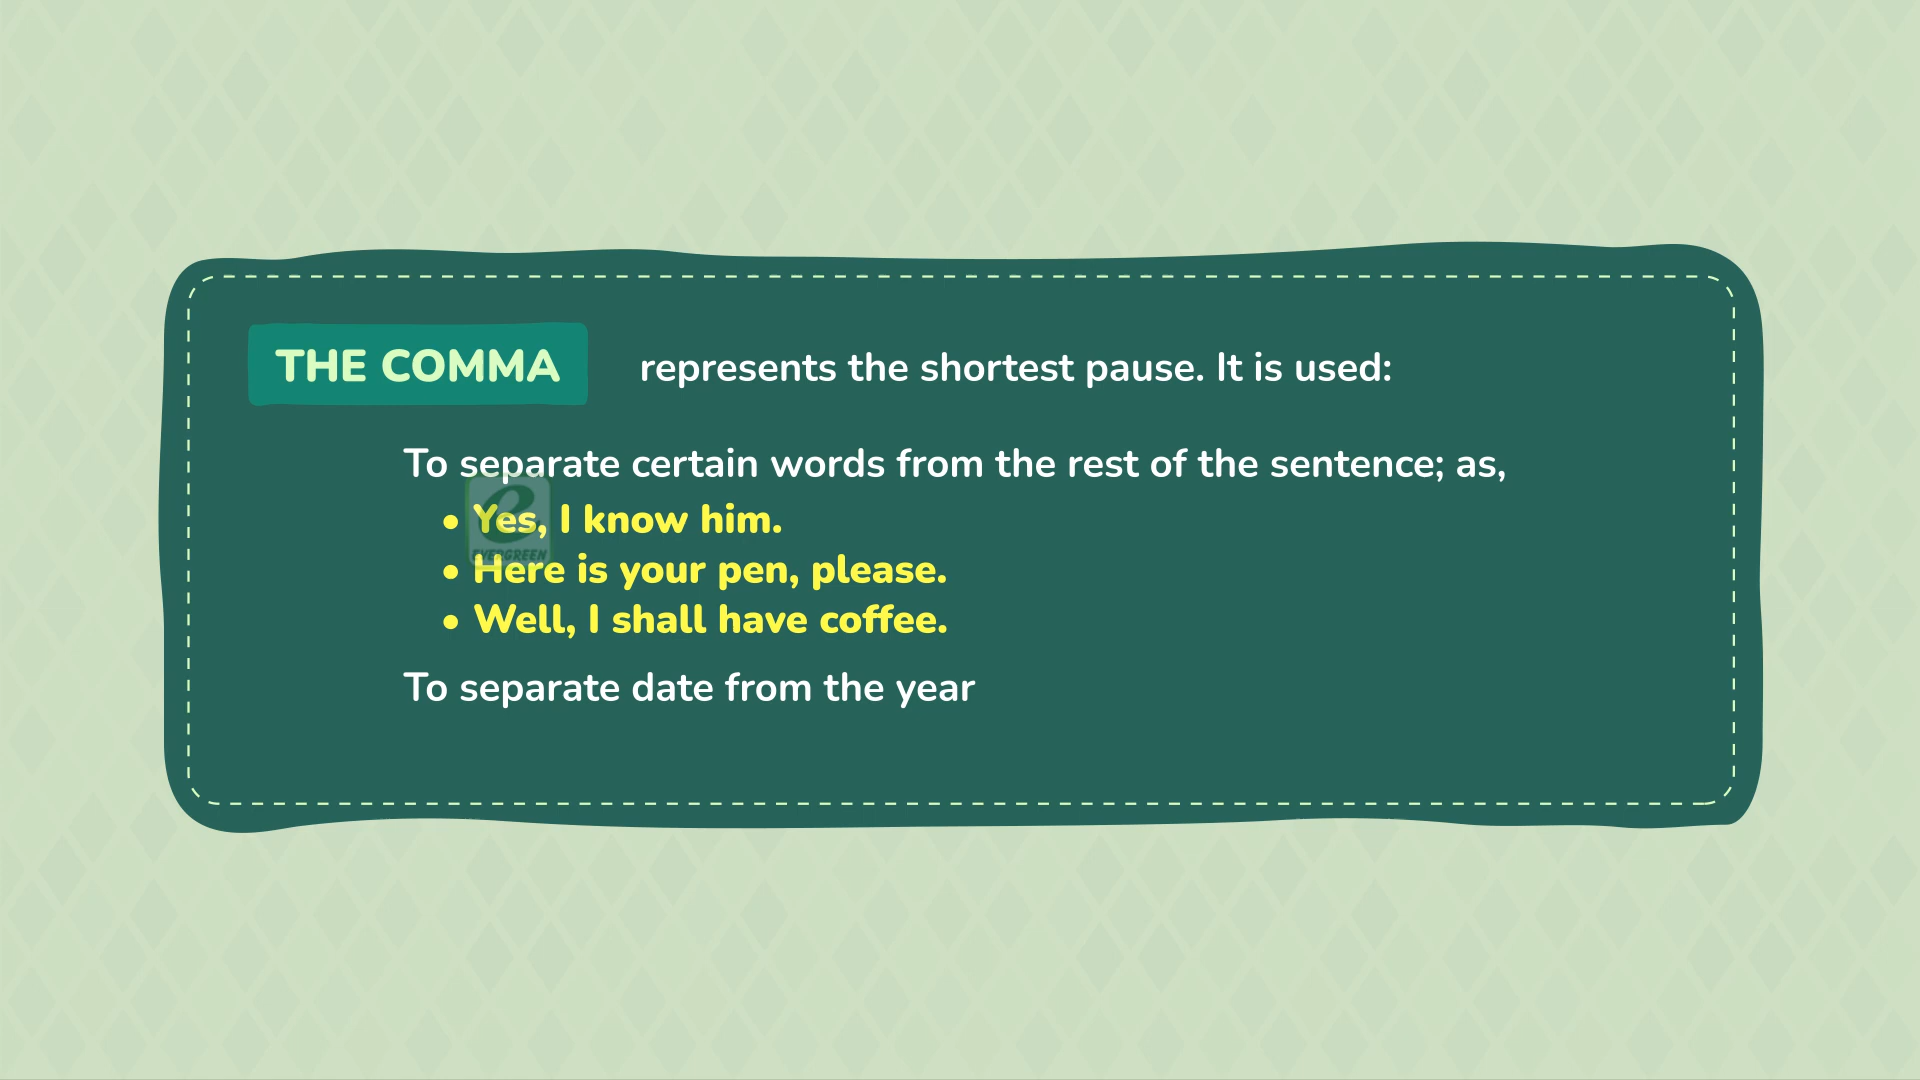 THE COMMA represents the shortest pause. It is used:
To separate certain words from the rest of the sentence; as,
• Yes, I know him.
EVERGREEN
• Here is your pen, please.
• Well, I shall have coffee.
To separate date from the year